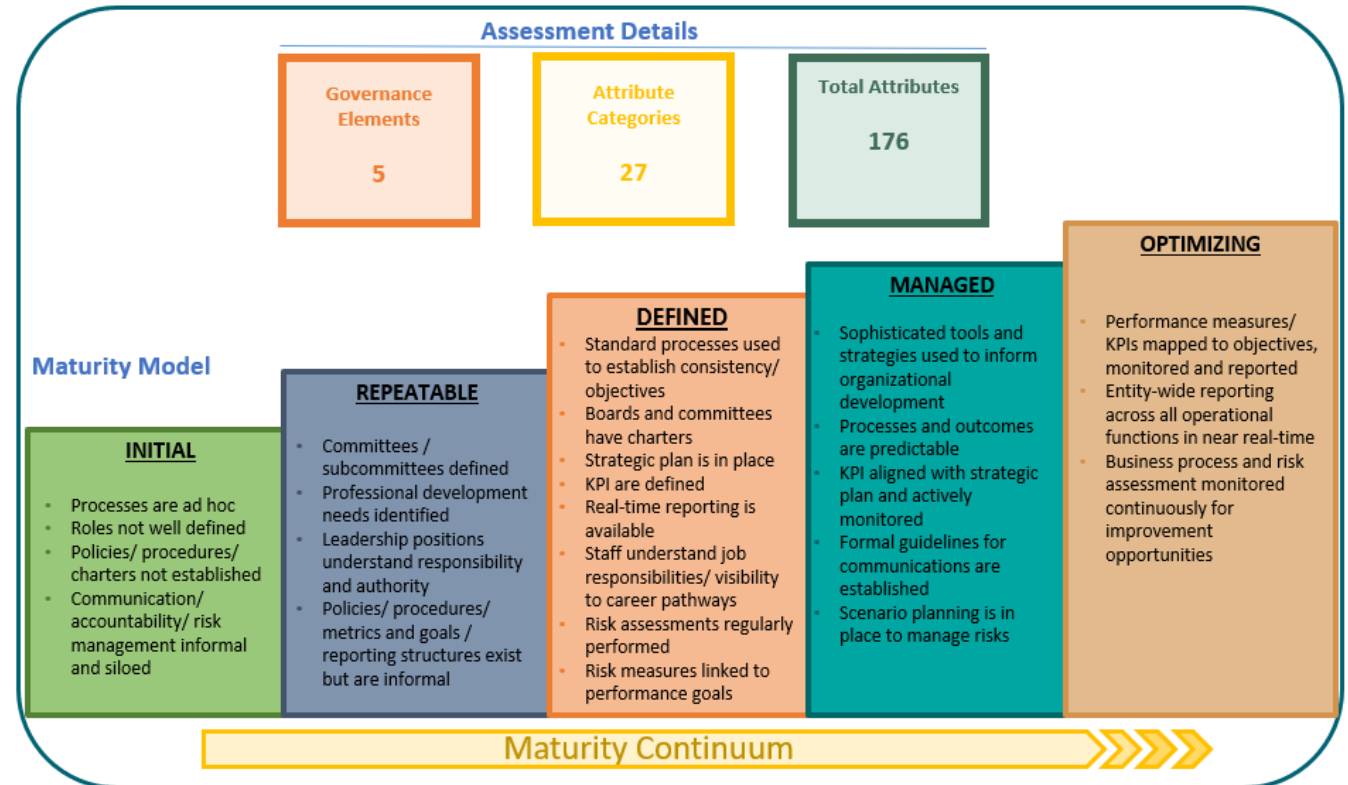 Assessment Details
Governance
Elements
5
Attribute
Categories
27
Total Attributes
176
Maturity Model
INITIAL
• Processes are ad hoc
• Roles not well defined
• Policies/ procedures/
charters not established
• Communication/
accountability/ risk
management informal
and siloed
REPEATABLE
• Committees /
subcommittees defined
• Professional development
needs identified
• Leadership positions
understand responsibility
and authority
• Policies/ procedures/
metrics and goals /
reporting structures exist
but are informal
DEFINED
• Standard processes used
to establish consistency/
objectives
• Boards and committees
have charters
• Strategic plan is in place
• KPI are defined
• Real-time reporting is
available
• Staff understand job
responsibilities/ visibility
to career pathways
• Risk assessments regularly
performed
• Risk measures linked to
performance goals
MANAGED
• Sophisticated tools and
strategies used to inform
organizational
development
• Processes and outcomes
are predictable
• KPI aligned with strategic
plan and actively
monitored
• Formal guidelines for
communications are
established
• Scenario planning is in
place to manage risks
OPTIMIZING
• Performance measures/
KPIs mapped to objectives,
monitored and reported
• Entity-wide reporting
across all operational
functions in near real-time
• Business process and risk
assessment monitored
continuously for
improvement
opportunities
Maturity Continuum